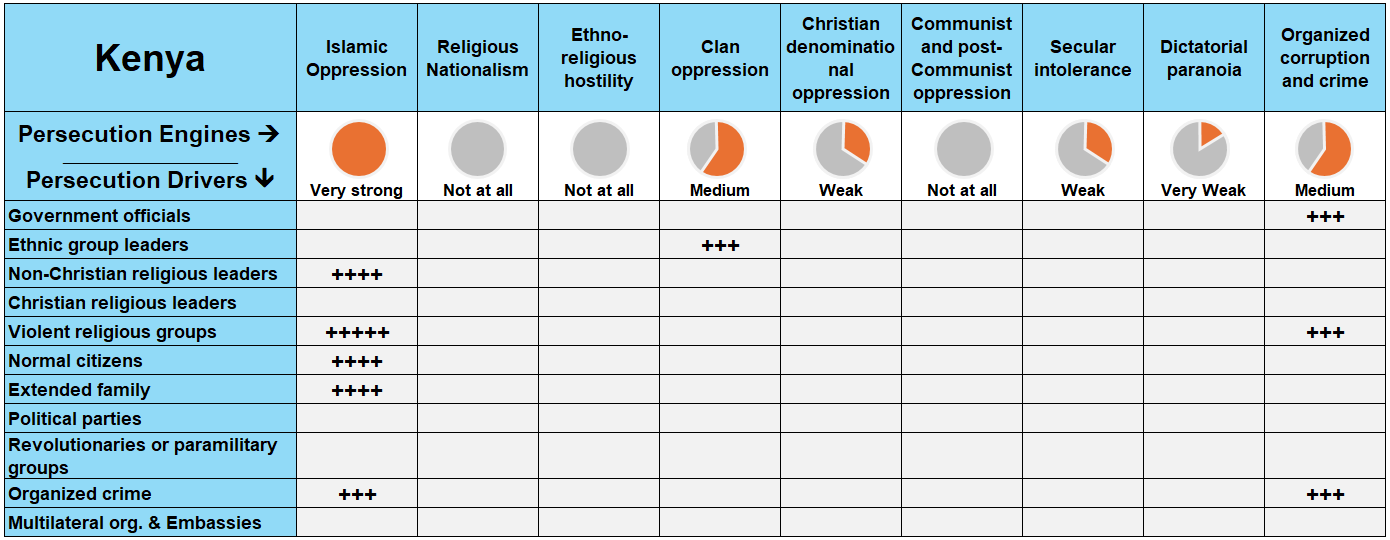 Kenya
Islamic
Oppression
Religious
Nationalism
Ethno-
religious
hostility
Clan
oppression
Christian
denominatio
nal
oppression
Communist
and post-
Communist
oppression
Secular
intolerance
Dictatorial
paranoia
Organized
corruption
and crime
Persecution Engines →
Persecution Drivers ↓
Very strong
Not at all
Not at all
Medium
Weak
Not at all
Weak
Very Weak
Medium
Government officials +++
Ethnic group leaders +++
Non-Christian religious leaders ++++
Christian religious leaders
Violent religious groups +++++ +++
Normal citizens ++++
Extended family ++++
Political parties
Revolutionaries or paramilitary
groups
Organized crime +++ +++
Multilateral org. & Embassies